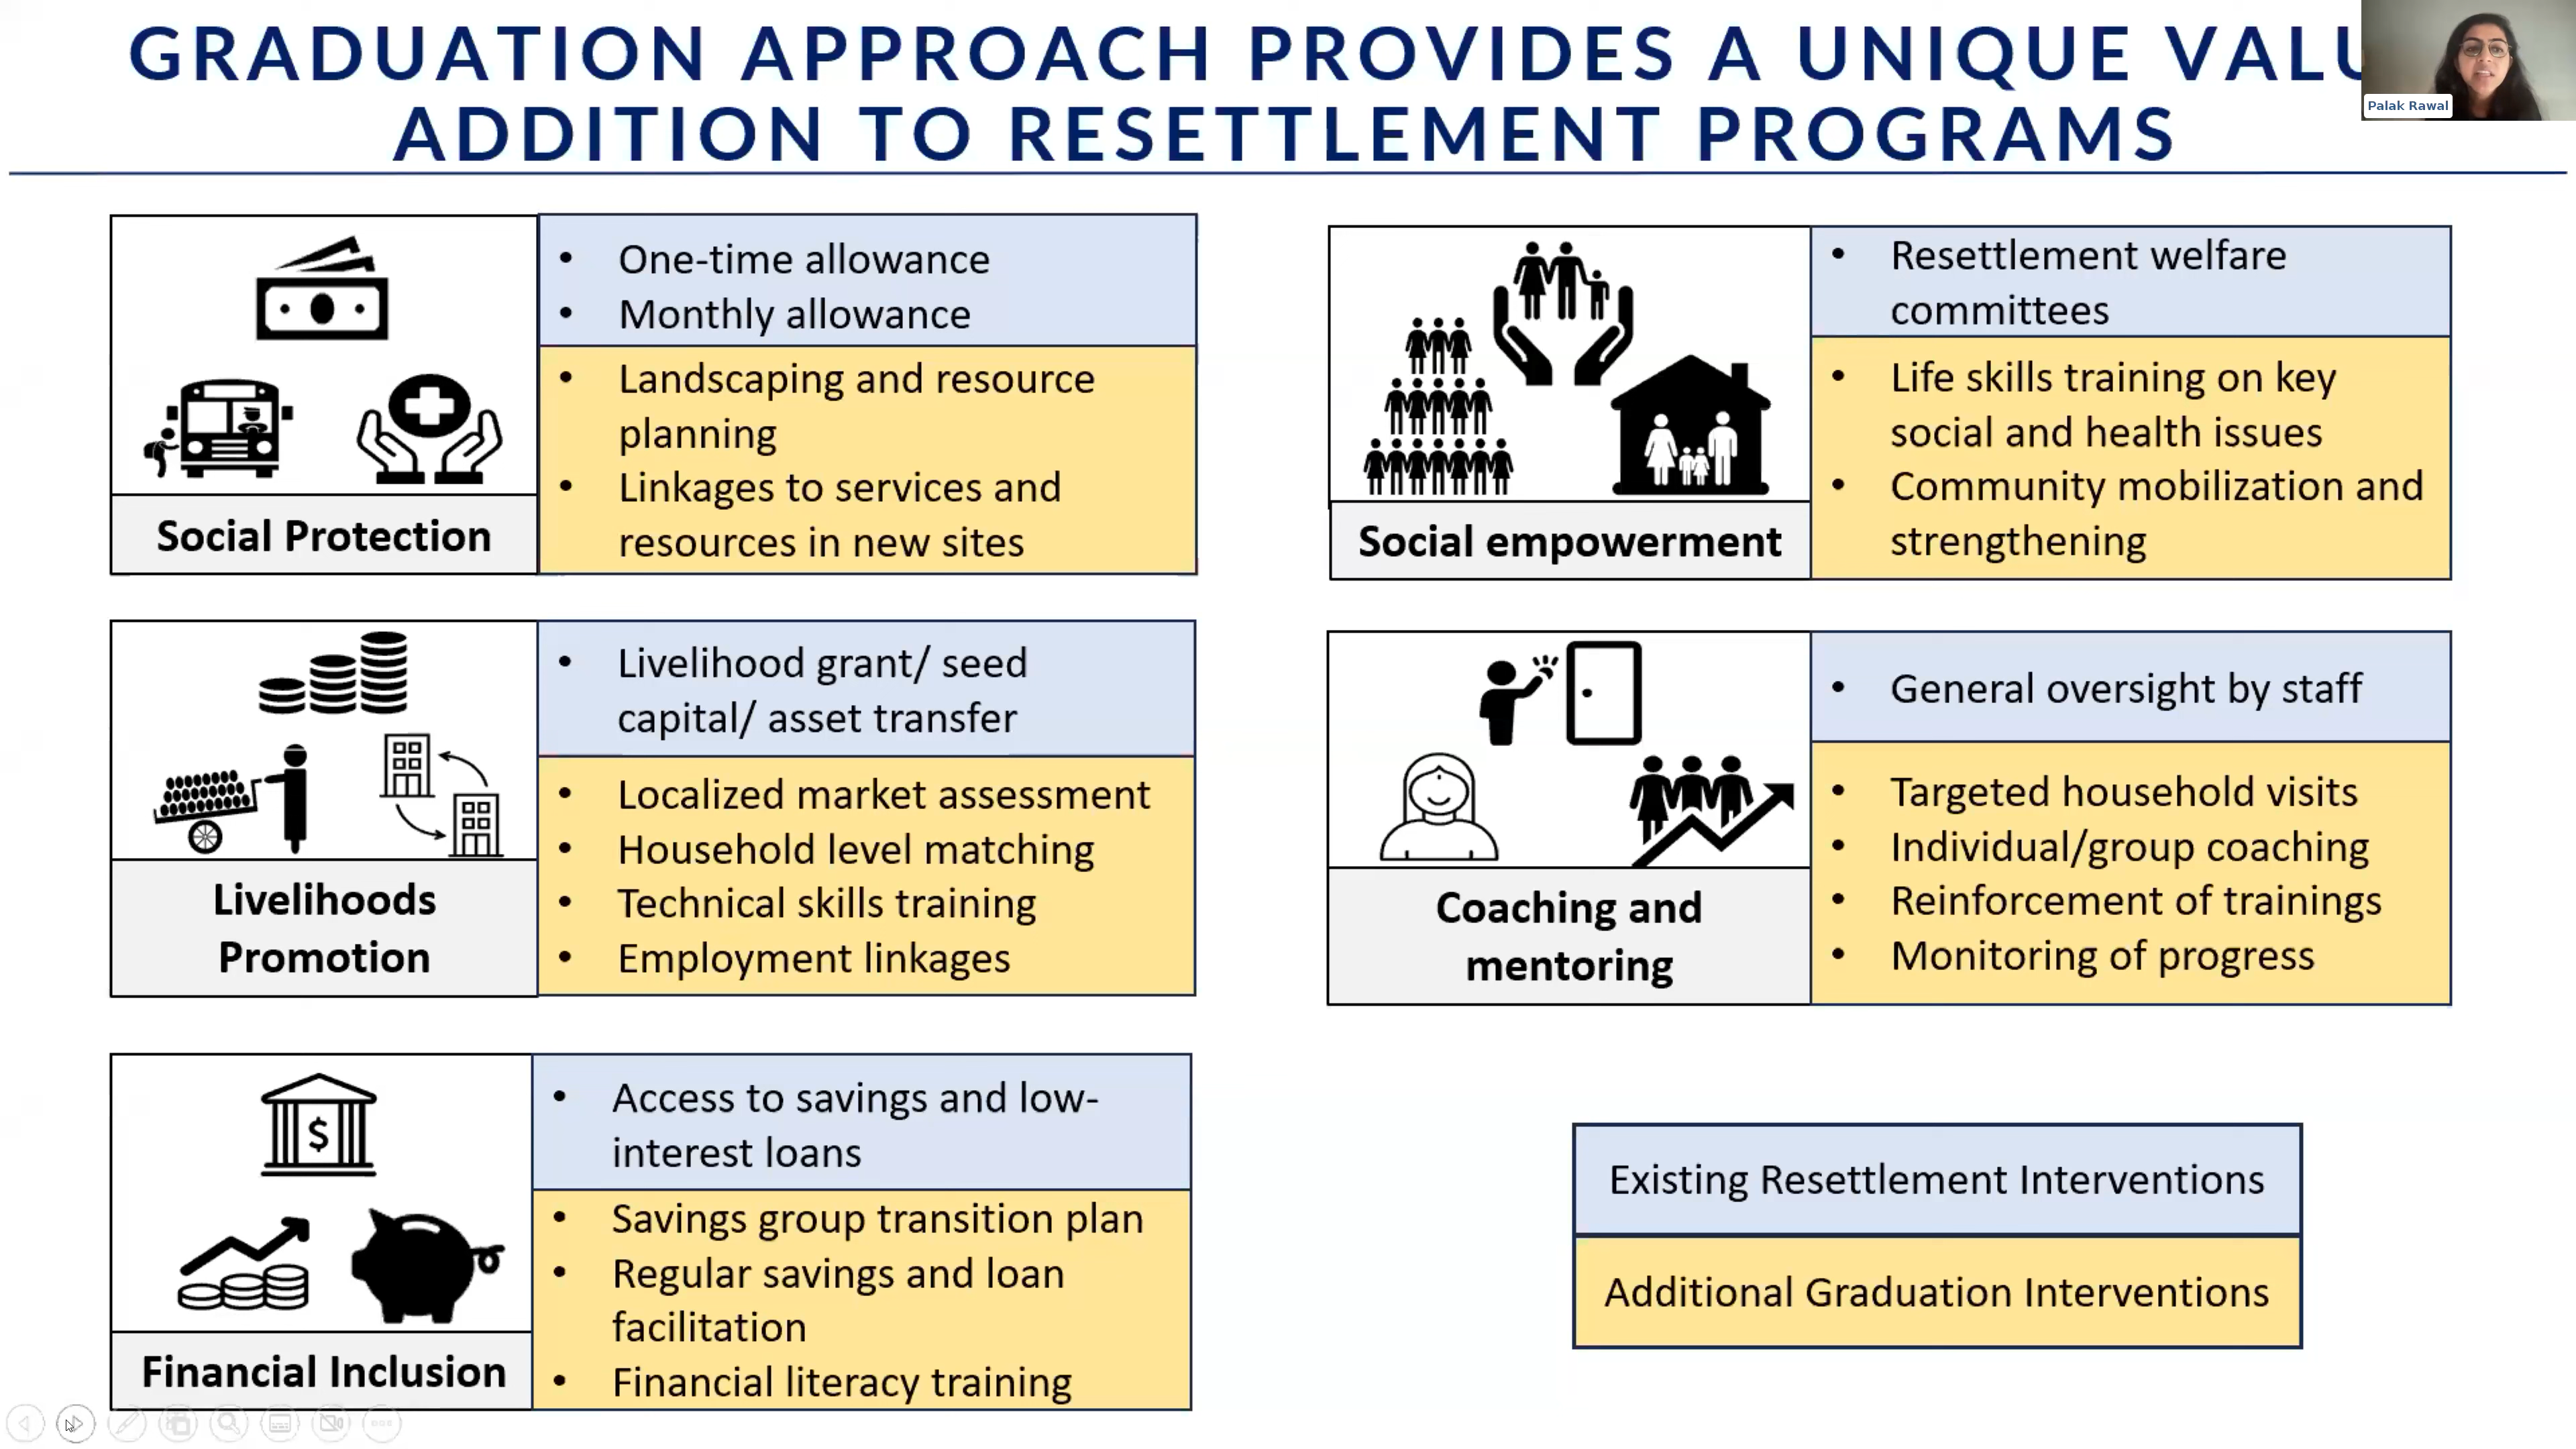 GRADUATION APPROACH PROVIDES A UNIQUE VALU
ADDITION TO RESETTLEMENT PROGRAMS
Palak Rawal
• One-time allowance
• Monthly allowance
• Landscaping and resource
planning
• Linkages to services and
resources in new sites
Social Protection
• Resettlement welfare
committees
• Life skills training on key
social and health issues
• Community mobilization and
strengthening
Social empowerment
• Livelihood grant/ seed
capital/ asset transfer
• Localized market assessment
• Household level matching
• Technical skills training
• Employment linkages
Livelihoods
Promotion
• General oversight by staff
• Targeted household visits
• Individual/group coaching
• Reinforcement of trainings
• Monitoring of progress
Coaching and
mentoring
$
• Access to savings and low-
interest loans
• Savings group transition plan
• Regular savings and loan
facilitation
• Financial literacy training
Financial Inclusion
Existing Resettlement Interventions
Additional Graduation Interventions